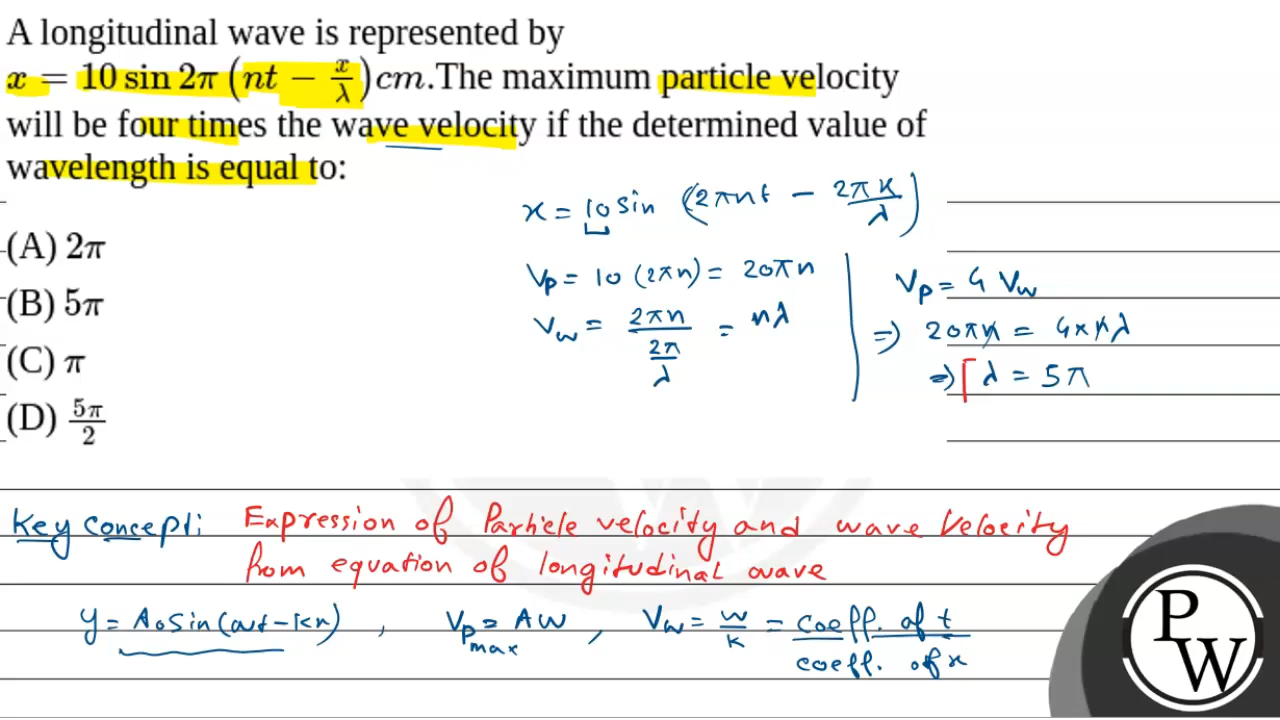 A longitudinal wave is represented by
x = 10 sin 2π (nt − x/λ) cm.The maximum particle velocity
will be four times the wave velocity if the determined value of
wavelength is equal to:
(A) 2π
(B) 5π
(C) π
(D) 5π/2
x = 10 sin (2πnt − 2πx/λ)
Vp = 10 (2πn) = 20πn
Vw = 2πn / (2π/λ) = nλ
Vp = 4 Vw
⇒ 20πn = 4×nλ
⇒ λ = 5π
Key concept: Expression of Particle velocity and wave velocity
from equation of longitudinal wave
y = A₀ sin(ωt − kx) , Vp max = Aω , Vw = ω/k = coeff. of t / coeff. of x
PW